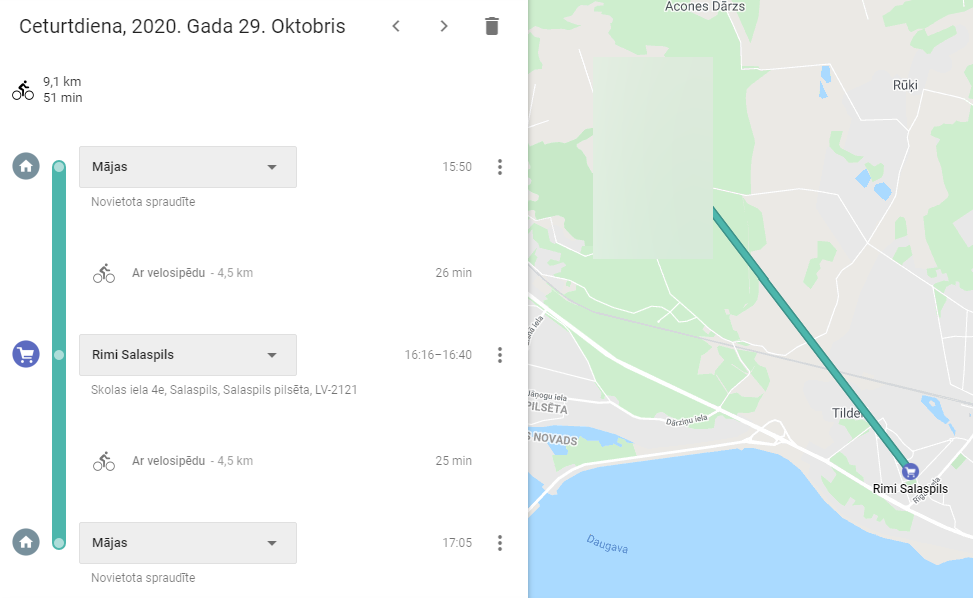 Ceturtdiena, 2020. Gada 29. Oktobris
9,1 km
51 min
Mājas
15:50
Novietota spraudīte
Ar velosipēdu - 4,5 km
26 min
Rimi Salaspils
16:16–16:40
Skolas iela 4e, Salaspils, Salaspils pilsēta, LV-2121
Ar velosipēdu - 4,5 km
25 min
Mājas
17:05
Novietota spraudīte
Acones Dārzs
Rūķi
Jāņogu iela
PILSĒTA
Dārziņu iela
S NOVADS
Tilder
Rimi Salaspils
Daugava